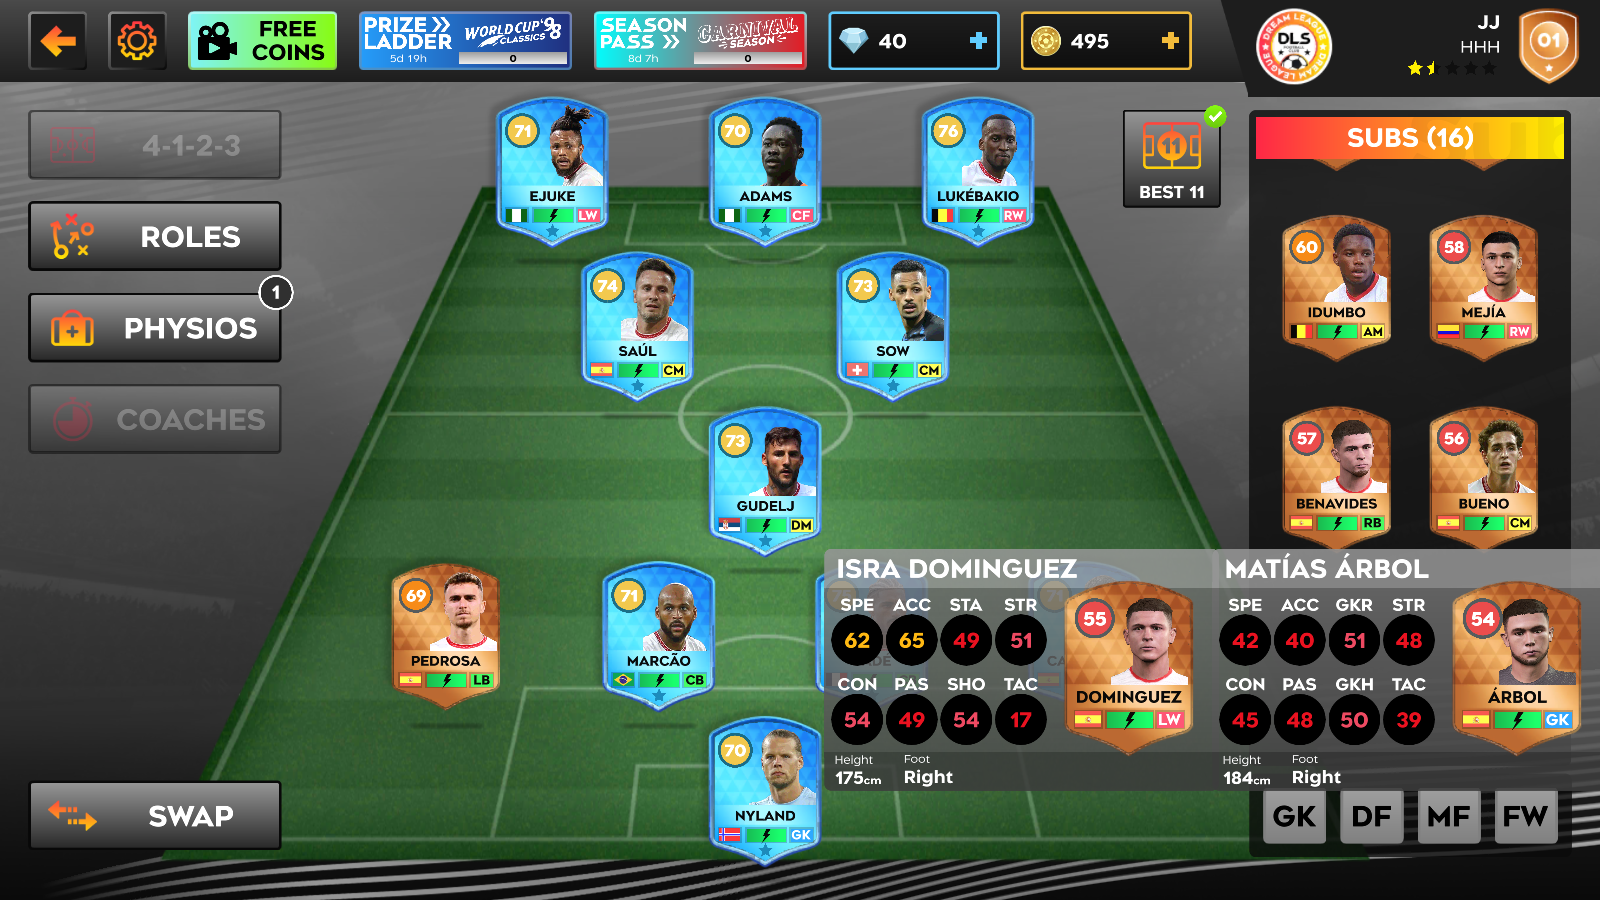 FREE
COINS
PRIZE
LADDER
5d 19h
WORLD CUP '98
CLASSICS
0
SEASON
PASS
8d 7h
CARNIVAL
SEASON
0
40
495
DREAM LEAGUE
DLS
DREAM LEAGUE
JJ
HHH
01
4-1-2-3
ROLES
PHYSIOS
1
COACHES
SWAP
BEST 11
11
71
EJUKE
LW
70
ADAMS
CF
76
LUKÉBAKIO
RW
74
SAÚL
CM
73
SOW
CM
73
GUDELJ
DM
69
PEDROSA
LB
71
MARCÃO
CB
70
NYLAND
GK
SUBS (16)
60
IDUMBO
AM
58
MEJÍA
RW
57
BENAVIDES
RB
56
BUENO
CM
ISRA DOMINGUEZ
SPE ACC STA STR
62 65 49 51
CON PAS SHO TAC
54 49 54 17
Height Foot
175cm Right
55
DOMINGUEZ
LW
MATÍAS ÁRBOL
SPE ACC GKR STR
42 40 51 48
CON PAS GKH TAC
45 48 50 39
Height Foot
184cm Right
54
ÁRBOL
GK
GK DF MF FW